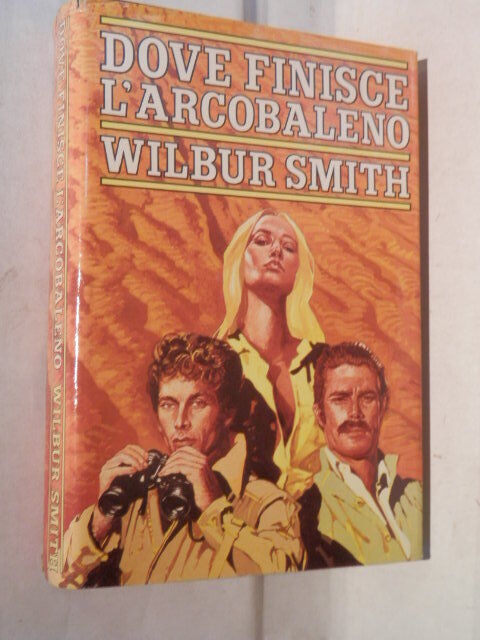 DOVE FINISCE
L'ARCOBALENO
WILBUR SMITH
DOVE FINISCE L'ARCOBALENO WILBUR SMITH